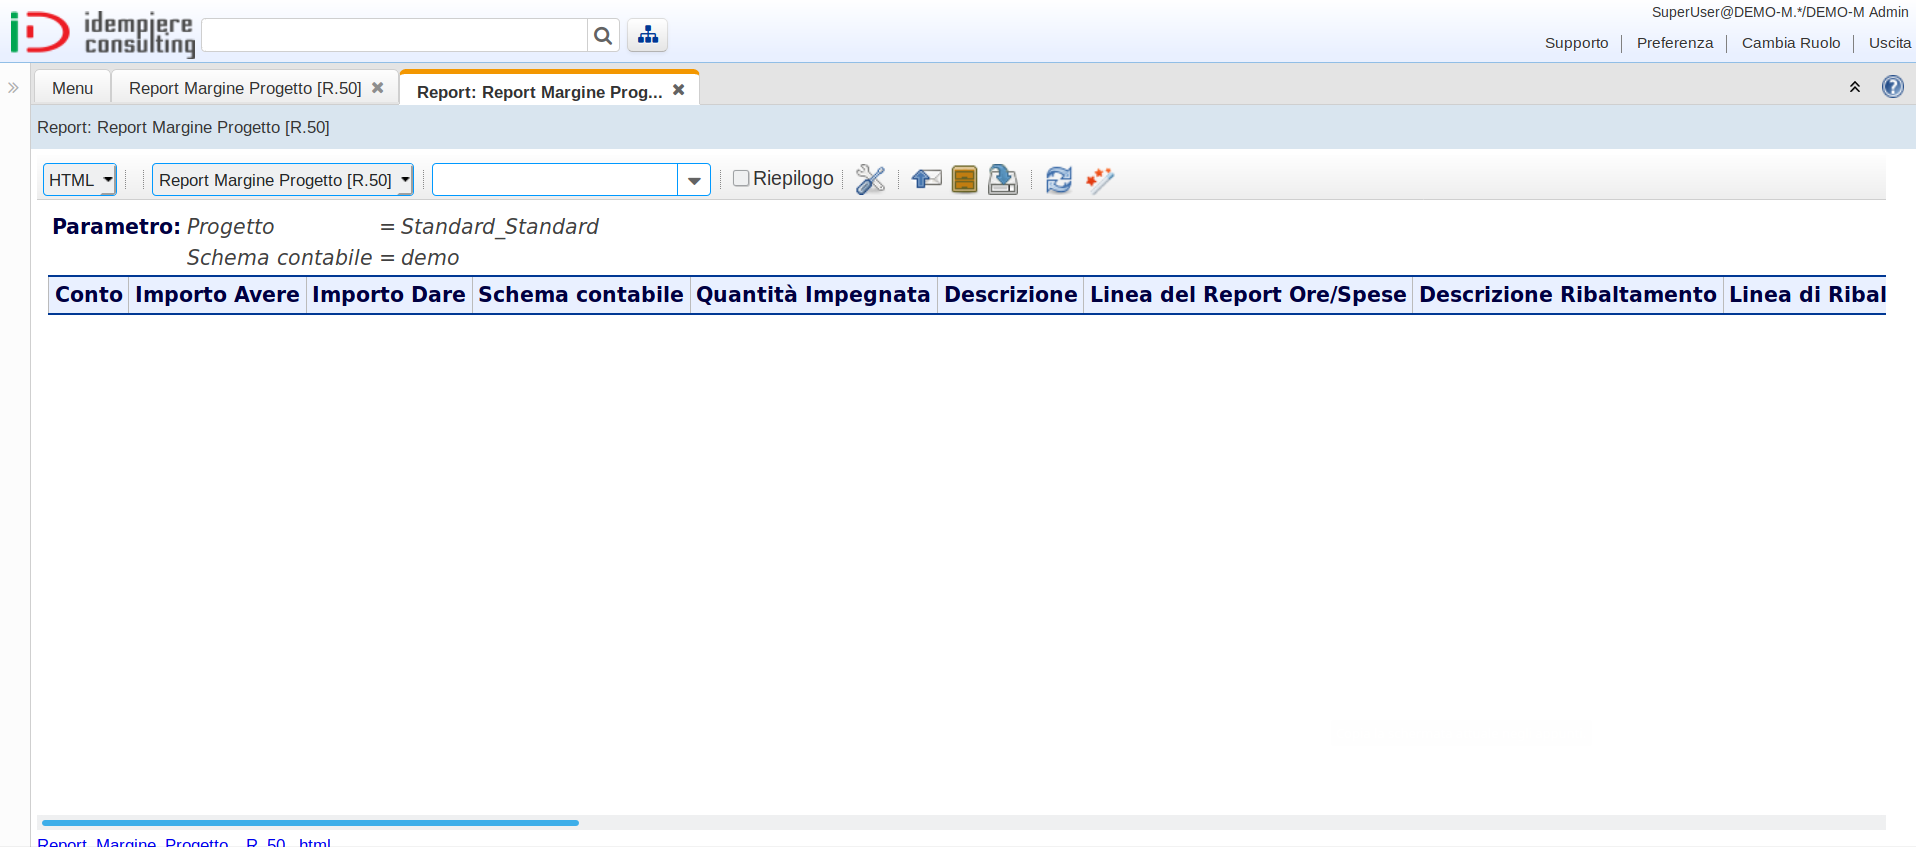 idempiere
consulting
SuperUser@DEMO-M.*/DEMO-M Admin
Supporto
Preferenza
Cambia Ruolo
Uscita
Menu
Report Margine Progetto [R.50]
Report: Report Margine Prog...
Report: Report Margine Progetto [R.50]
HTML
Report Margine Progetto [R.50]
Riepilogo
Parametro: Progetto = Standard_Standard
Schema contabile = demo
Conto Importo Avere Importo Dare Schema contabile Quantità Impegnata Descrizione Linea del Report Ore/Spese Descrizione Ribaltamento Linea di Ribal
Report_Margine_Progetto__R_50_.html